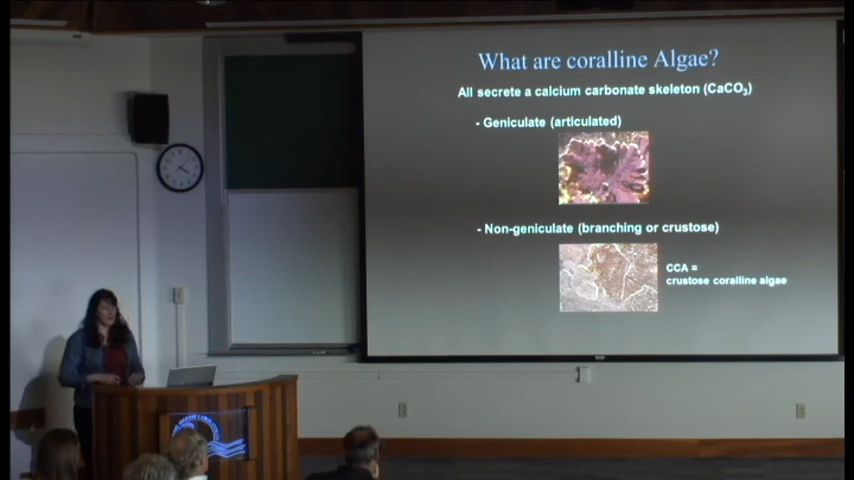 What are coralline Algae?
All secrete a calcium carbonate skeleton (CaCO3)
- Geniculate (articulated)
- Non-geniculate (branching or crustose)
CCA =
crustose coralline algae